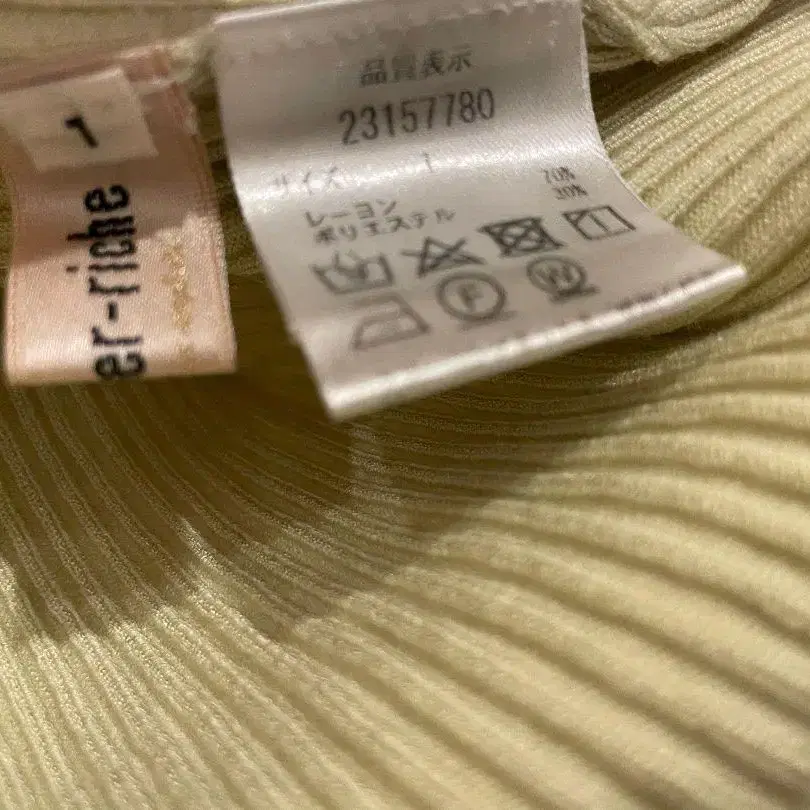 1
er-riche
品質表示
23157780
サイズ 1
レーヨン 70%
ポリエステル 30%
F
W